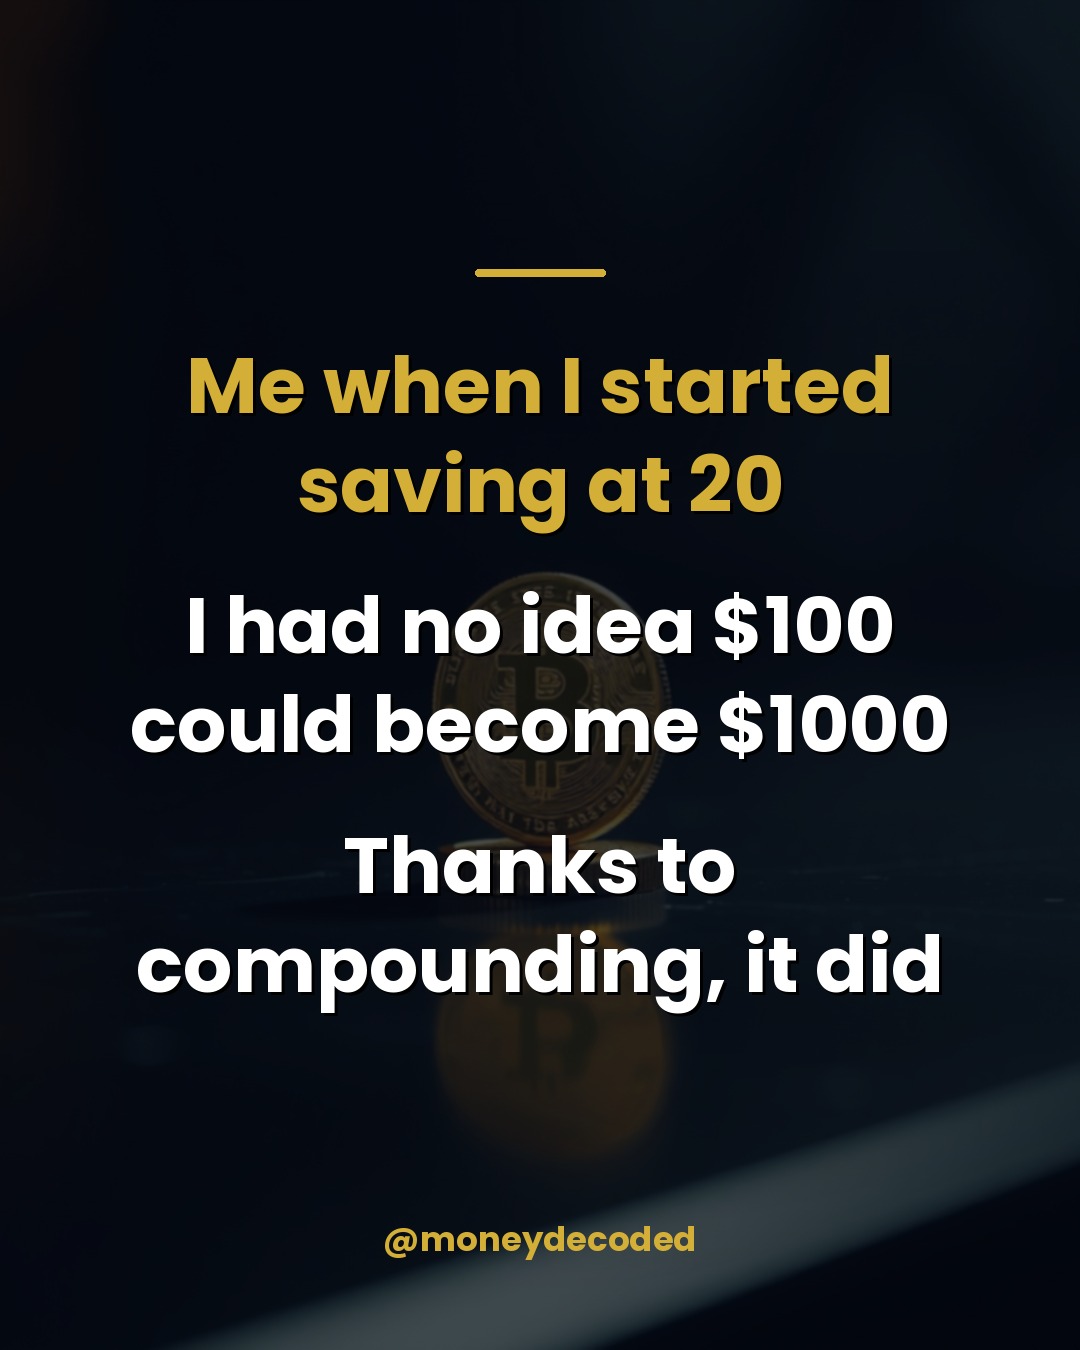 Me when I started
saving at 20
I had no idea $100
could become $1000
Thanks to
compounding, it did
@moneydecoded